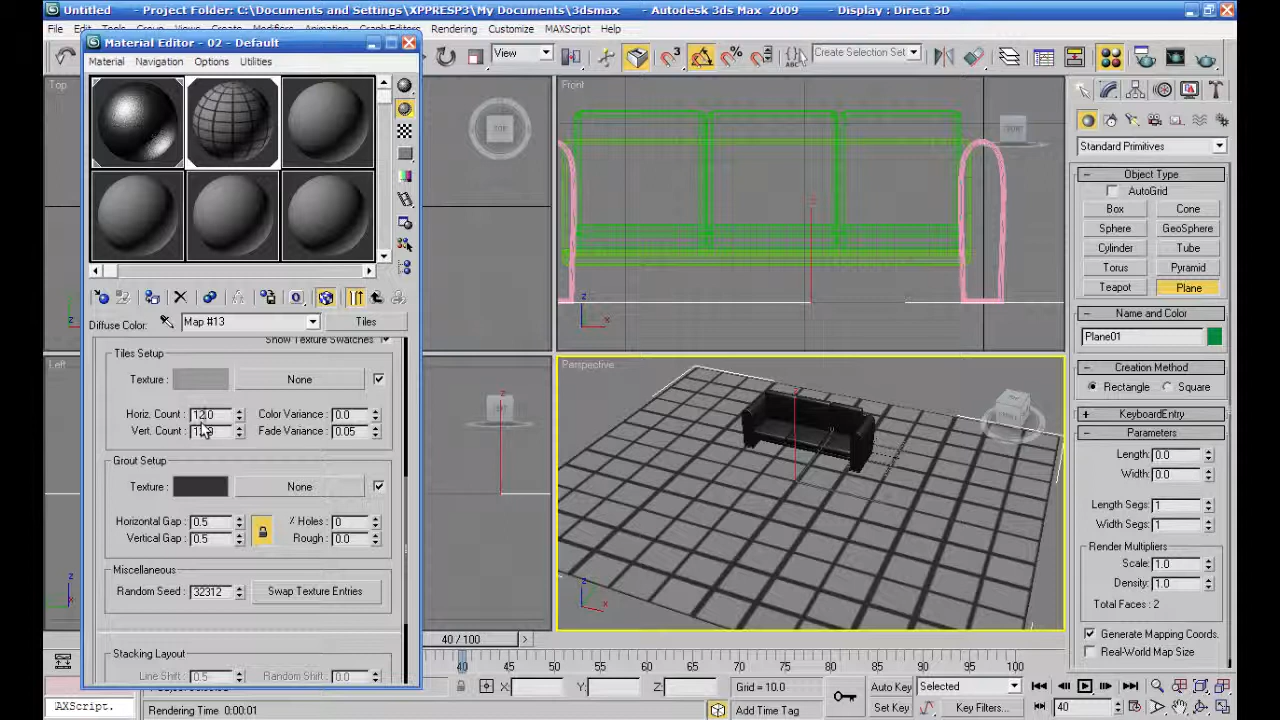 Untitled - Project Folder: C:\Documents and Settings\XPPRESP3\My Documents\3dsmax - Autodesk 3ds Max 2009 - Display : Direct 3D
Rendering Customize MAXScript Help
Material Editor - 02 - Default
Material Navigation Options Utilities
View
Create Selection Set
Top
Front
Left
Perspective
Diffuse Color: Map #13 Tiles
Show Texture Swatches
Tiles Setup
Texture : None
Horiz. Count : 12.0 Color Variance : 0.0
Vert. Count : Fade Variance : 0.05
Grout Setup
Texture : None
Horizontal Gap : 0.5 % Holes : 0
Vertical Gap : 0.5 Rough : 0.0
Miscellaneous
Random Seed : 32312 Swap Texture Entries
Stacking Layout
Line Shift : 0.5 Random Shift : 0.0
Standard Primitives
Object Type
AutoGrid
Box Cone
Sphere GeoSphere
Cylinder Tube
Torus Pyramid
Teapot Plane
Name and Color
Plane01
Creation Method
Rectangle Square
KeyboardEntry
Parameters
Length: 0.0
Width: 0.0
Length Segs: 1
Width Segs: 1
Render Multipliers
Scale: 1.0
Density: 1.0
Total Faces : 2
Generate Mapping Coords.
Real-World Map Size
40 / 100
40 45 50 55 60 65 70 75 80 85 90 95 100
X: Y: Z: Grid = 10.0
Auto Key Selected
Set Key Key Filters...
40
AXScript.
Rendering Time 0:00:01
Add Time Tag